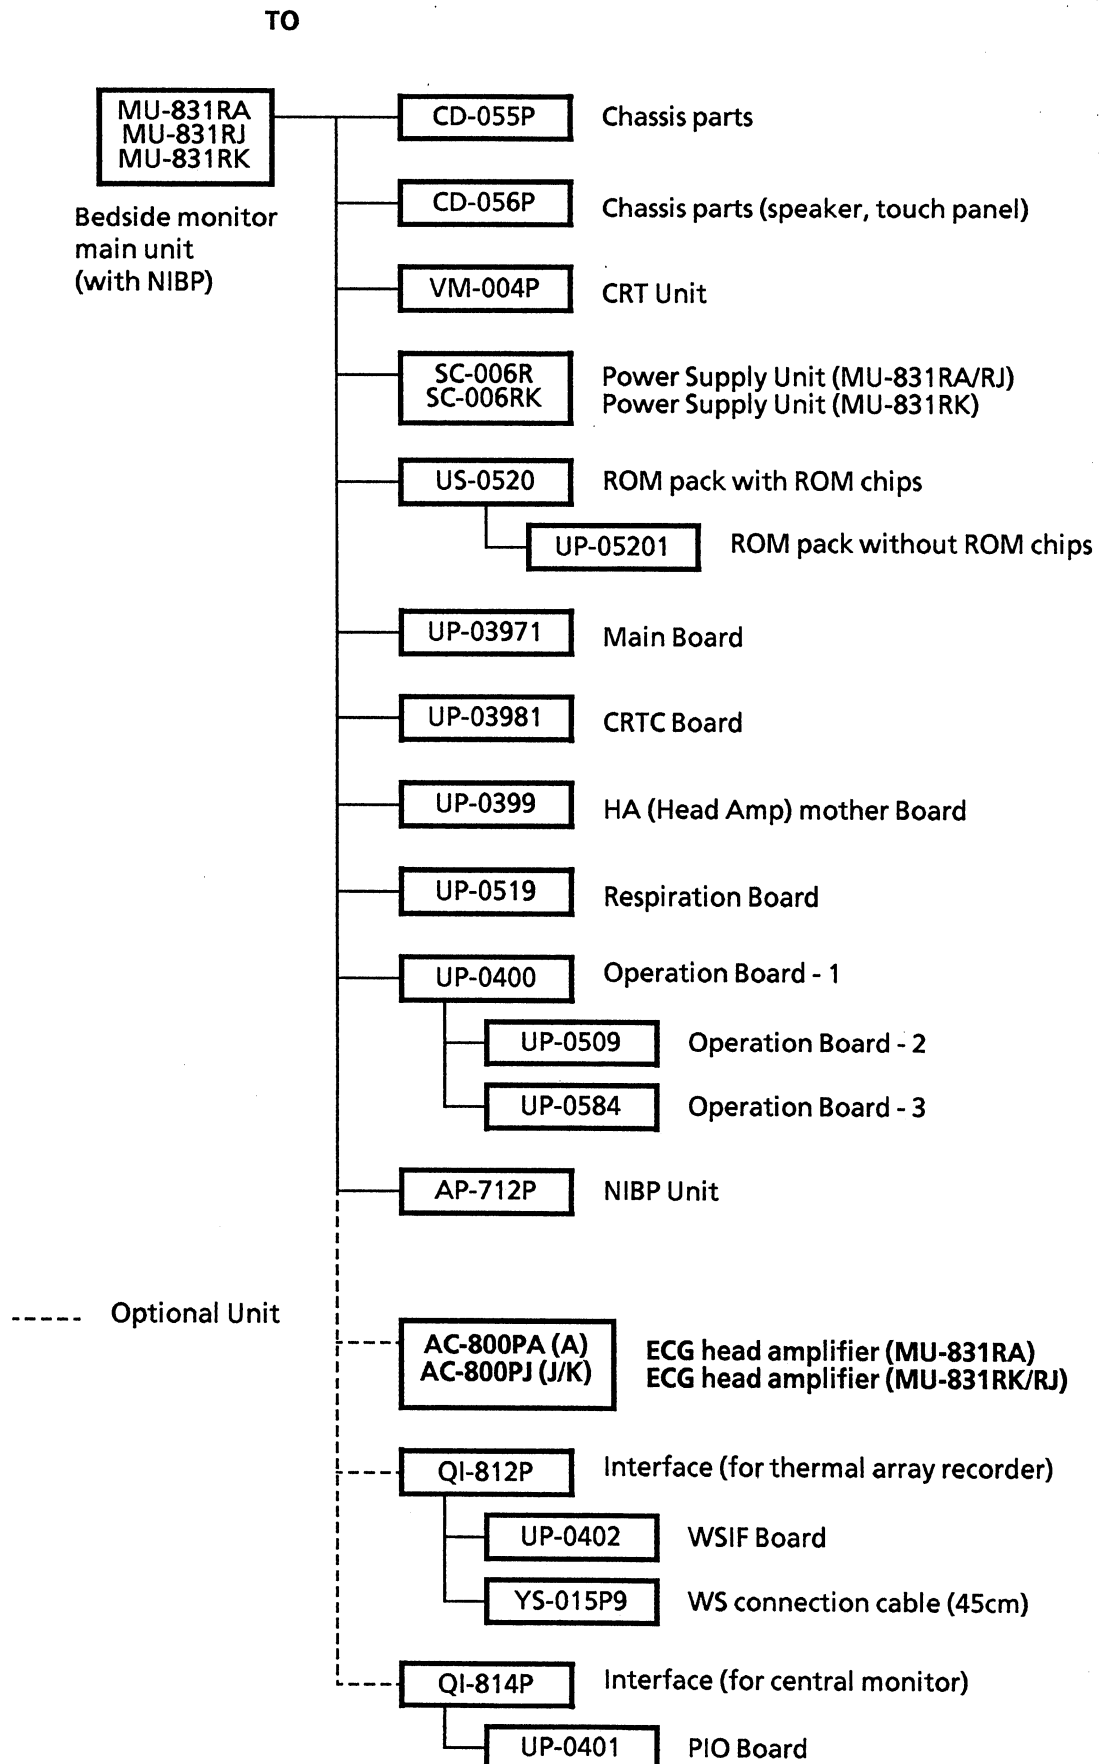 TO
MU-831RA
MU-831RJ
MU-831RK
Bedside monitor
main unit
(with NIBP)
CD-055P Chassis parts
CD-056P Chassis parts (speaker, touch panel)
VM-004P CRT Unit
SC-006R Power Supply Unit (MU-831RA/RJ)
SC-006RK Power Supply Unit (MU-831RK)
US-0520 ROM pack with ROM chips
UP-05201 ROM pack without ROM chips
UP-03971 Main Board
UP-03981 CRTC Board
UP-0399 HA (Head Amp) mother Board
UP-0519 Respiration Board
UP-0400 Operation Board - 1
UP-0509 Operation Board - 2
UP-0584 Operation Board - 3
AP-712P NIBP Unit
----- Optional Unit
AC-800PA (A) ECG head amplifier (MU-831RA)
AC-800PJ (J/K) ECG head amplifier (MU-831RK/RJ)
QI-812P Interface (for thermal array recorder)
UP-0402 WSIF Board
YS-015P9 WS connection cable (45cm)
QI-814P Interface (for central monitor)
UP-0401 PIO Board